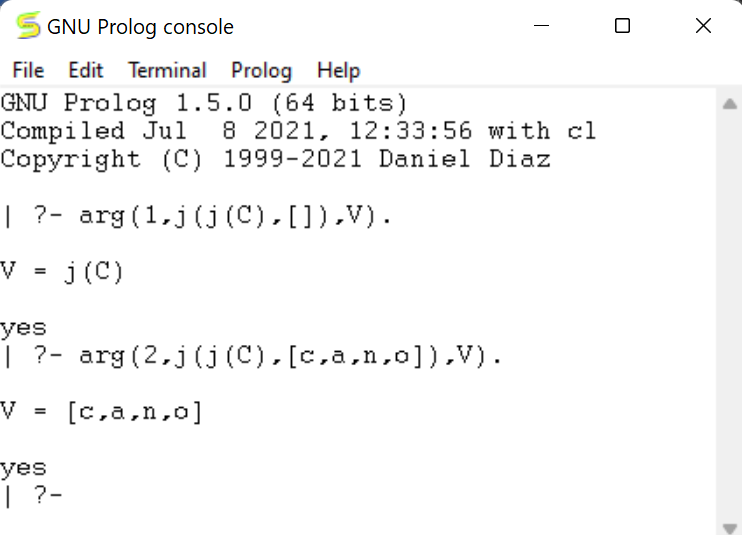 GNU Prolog console
File Edit Terminal Prolog Help
GNU Prolog 1.5.0 (64 bits)
Compiled Jul  8 2021, 12:33:56 with cl
Copyright (C) 1999-2021 Daniel Diaz
| ?- arg(1,j(j(C),[]),V).
V = j(C)
yes
| ?- arg(2,j(j(C),[c,a,n,o]),V).
V = [c,a,n,o]
yes
| ?-